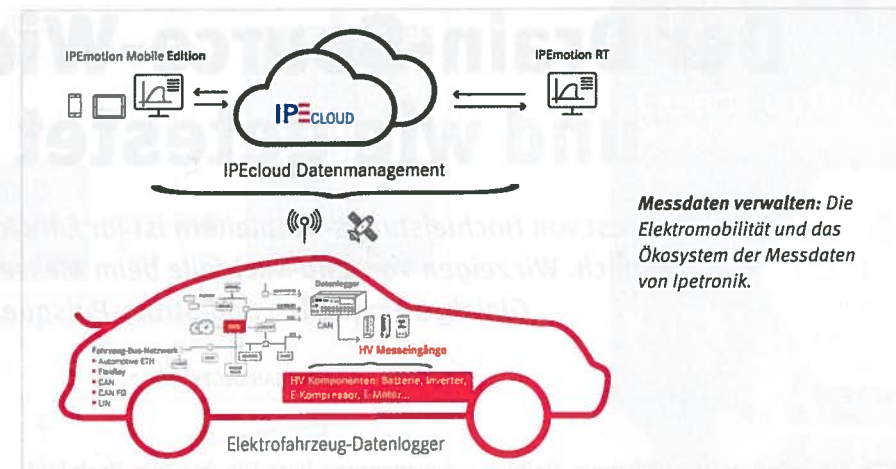 IPEmotion Mobile Edition
IPEmotion RT
IPECLOUD
IPEcloud Datenmanagement
Messdaten verwalten: Die
Elektromobilität und das
Ökosystem der Messdaten
von Ipetronik.
Datenlogger
CAN
HV Messeingänge
Fahrzeug-Bus-Netzwerk
Automotive ETH
FlexRay
CAN
CAN FD
LIN
HV Komponenten: Batterie, Inverter,
E-Kompressor, E-Motor...
Elektrofahrzeug-Datenlogger